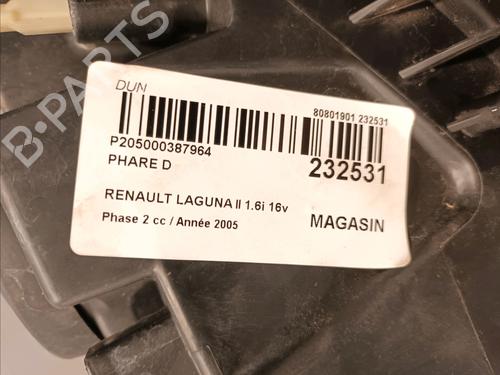 B-PARTS
DUN
80801901 232531
P205000387964
PHARE D
232531
RENAULT LAGUNA II 1.6i 16v
Phase 2 cc / Année 2005
MAGASIN